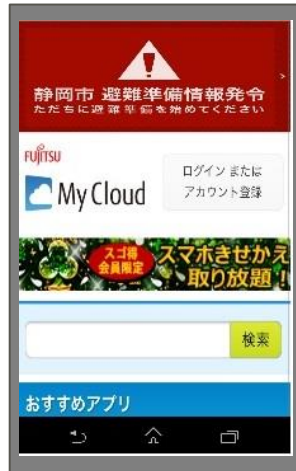 静岡市 避難準備情報発令
ただちに避難準備を始めてください
FUJITSU
My Cloud
ログイン または
アカウント登録
スゴ得
会員限定
スマホきせかえ
取り放題!
検索
おすすめアプリ